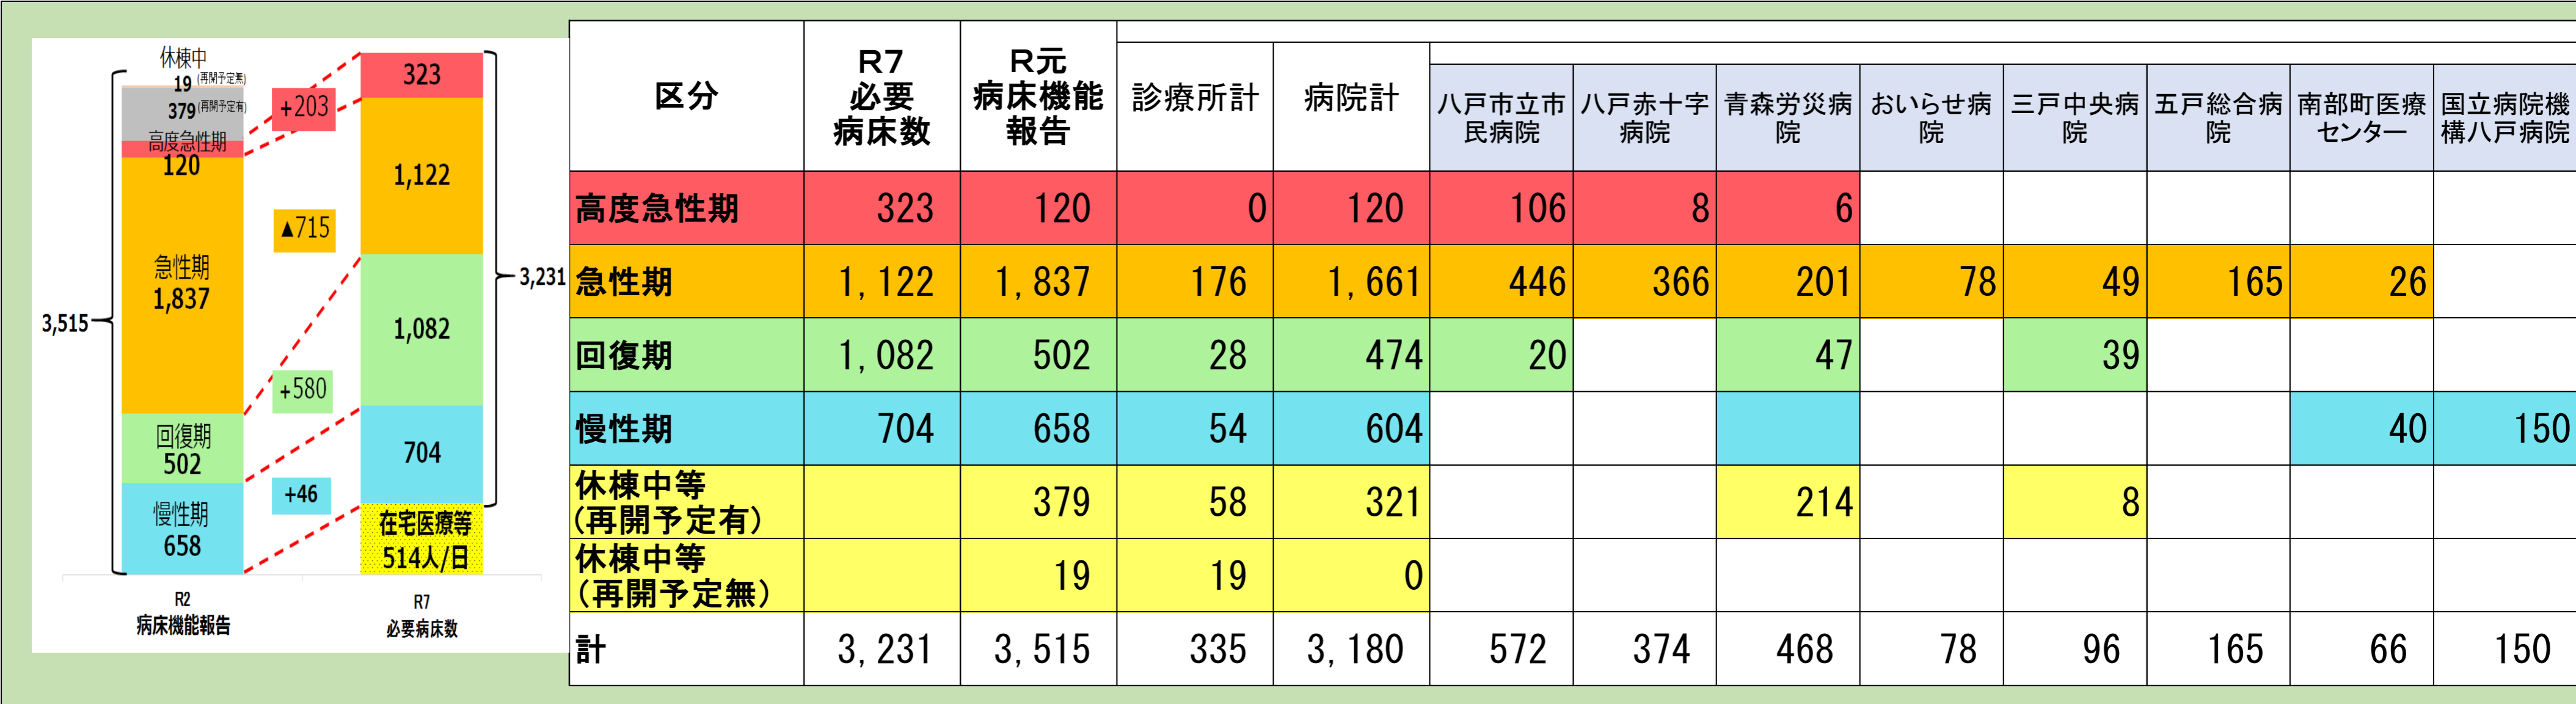 休棟中
19 (再開予定無)
379 (再開予定有)
高度急性期
120
急性期
1,837
3,515
回復期
502
慢性期
658
+203
▲715
+580
+46
323
1,122
1,082
704
3,231
在宅医療等
514人/日
R2
病床機能報告
R7
必要病床数
区分
R7
必要
病床数
R元
病床機能
報告
診療所計
病院計
八戸市立市
民病院
八戸赤十字
病院
青森労災病
院
おいらせ病
院
三戸中央病
院
五戸総合病
院
南部町医療
センター
国立病院機
構八戸病院
高度急性期 323 120 0 120 106 8 6
急性期 1,122 1,837 176 1,661 446 366 201 78 49 165 26
回復期 1,082 502 28 474 20 47 39
慢性期 704 658 54 604 40 150
休棟中等
(再開予定有) 379 58 321 214 8
休棟中等
(再開予定無) 19 19 0
計 3,231 3,515 335 3,180 572 374 468 78 96 165 66 150